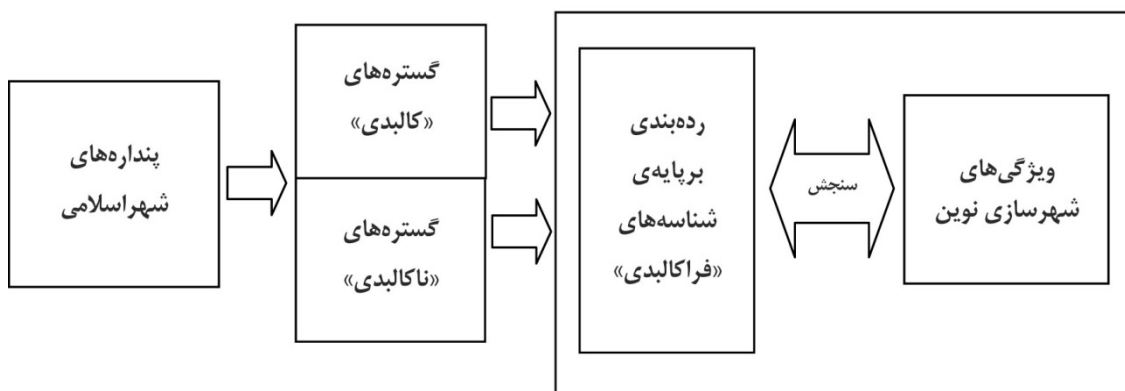 پنداره‌های
شهراسلامی
گستره‌های
«کالبدی»
گستره‌های
«ناکالبدی»
رده‌بندی
برپایه‌ی
شناسه‌های
«فراکالبدی»
سنجش
ویژگی‌های
شهرسازی نوین